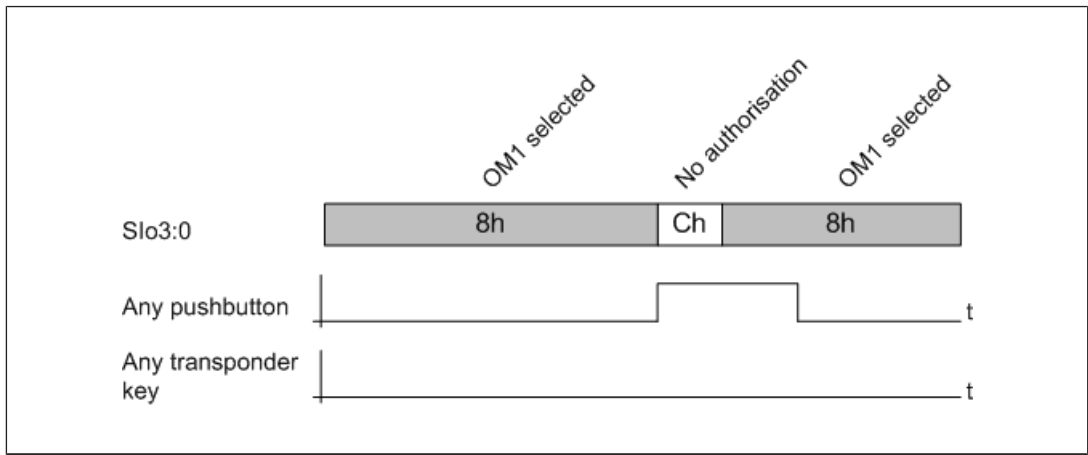 OM1 selected
No authorisation
OM1 selected
SIo3:0
8h
Ch
8h
Any pushbutton
t
Any transponder
key
t